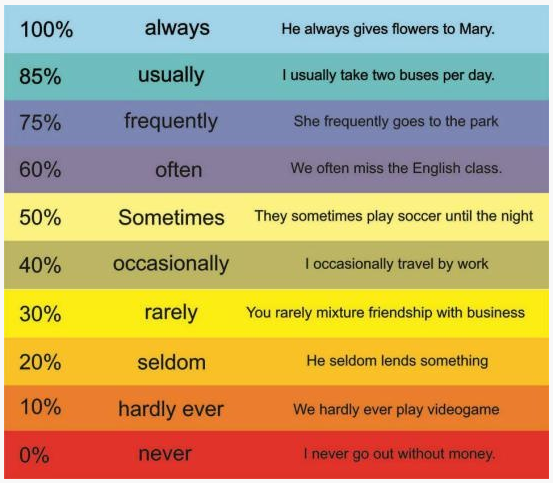 100% always He always gives flowers to Mary.
85% usually I usually take two buses per day.
75% frequently She frequently goes to the park
60% often We often miss the English class.
50% Sometimes They sometimes play soccer until the night
40% occasionally I occasionally travel by work
30% rarely You rarely mixture friendship with business
20% seldom He seldom lends something
10% hardly ever We hardly ever play videogame
0% never I never go out without money.